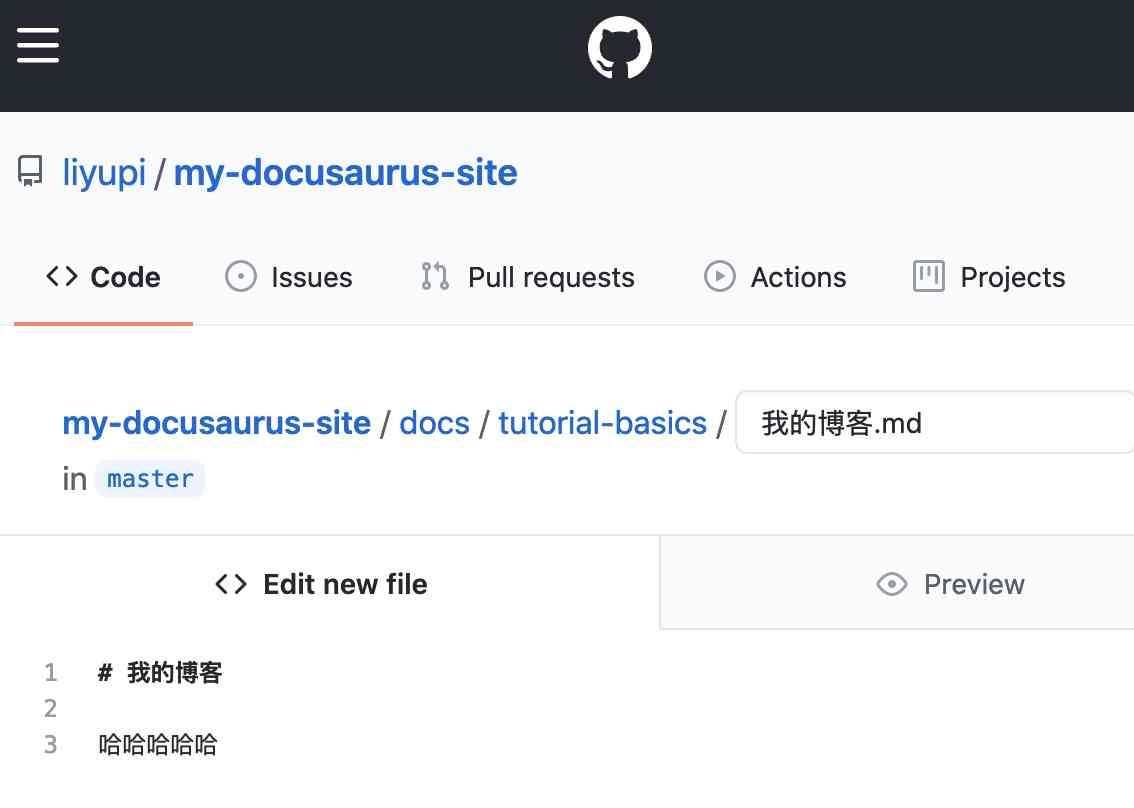 liyupi / my-docusaurus-site
Code Issues Pull requests Actions Projects
my-docusaurus-site / docs / tutorial-basics / 我的博客.md
in master
Edit new file Preview
1 # 我的博客
2
3 哈哈哈哈哈